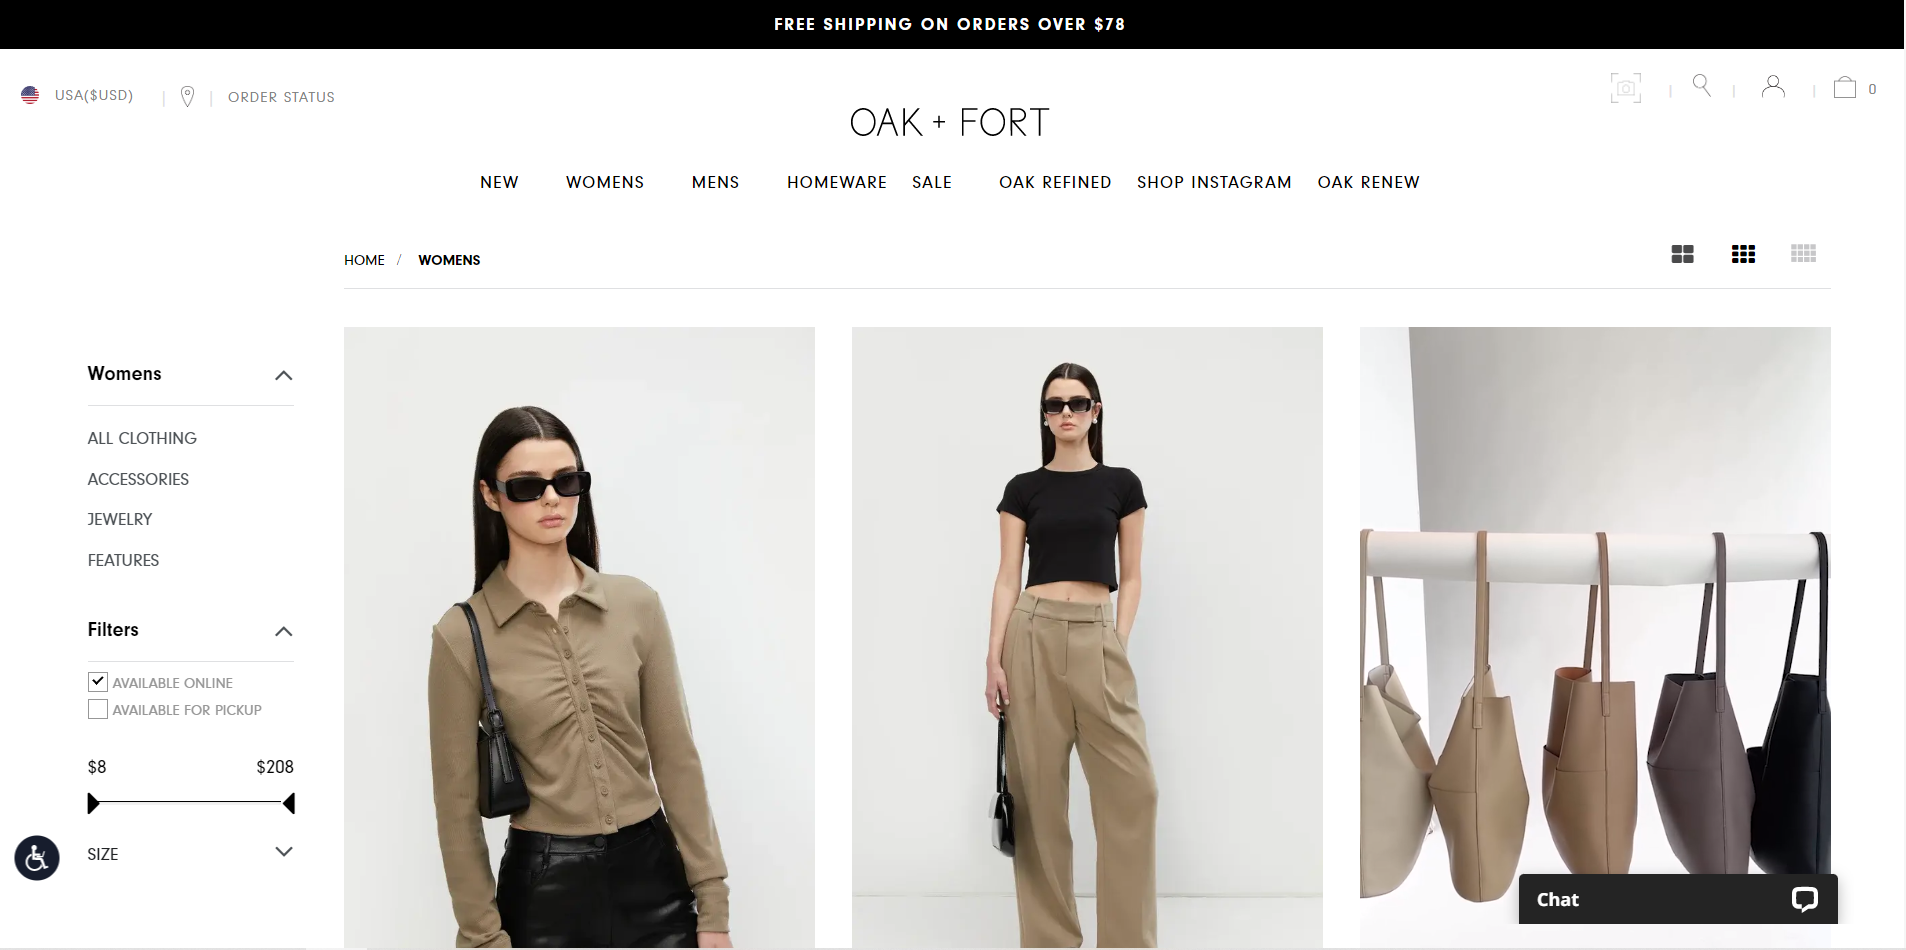 FREE SHIPPING ON ORDERS OVER $78
USA($USD) | | ORDER STATUS
| | | 0
OAK + FORT
NEW WOMENS MENS HOMEWARE SALE OAK REFINED SHOP INSTAGRAM OAK RENEW
HOME / WOMENS
Womens
ALL CLOTHING
ACCESSORIES
JEWELRY
FEATURES
Filters
AVAILABLE ONLINE
AVAILABLE FOR PICKUP
$8 $208
SIZE
Chat